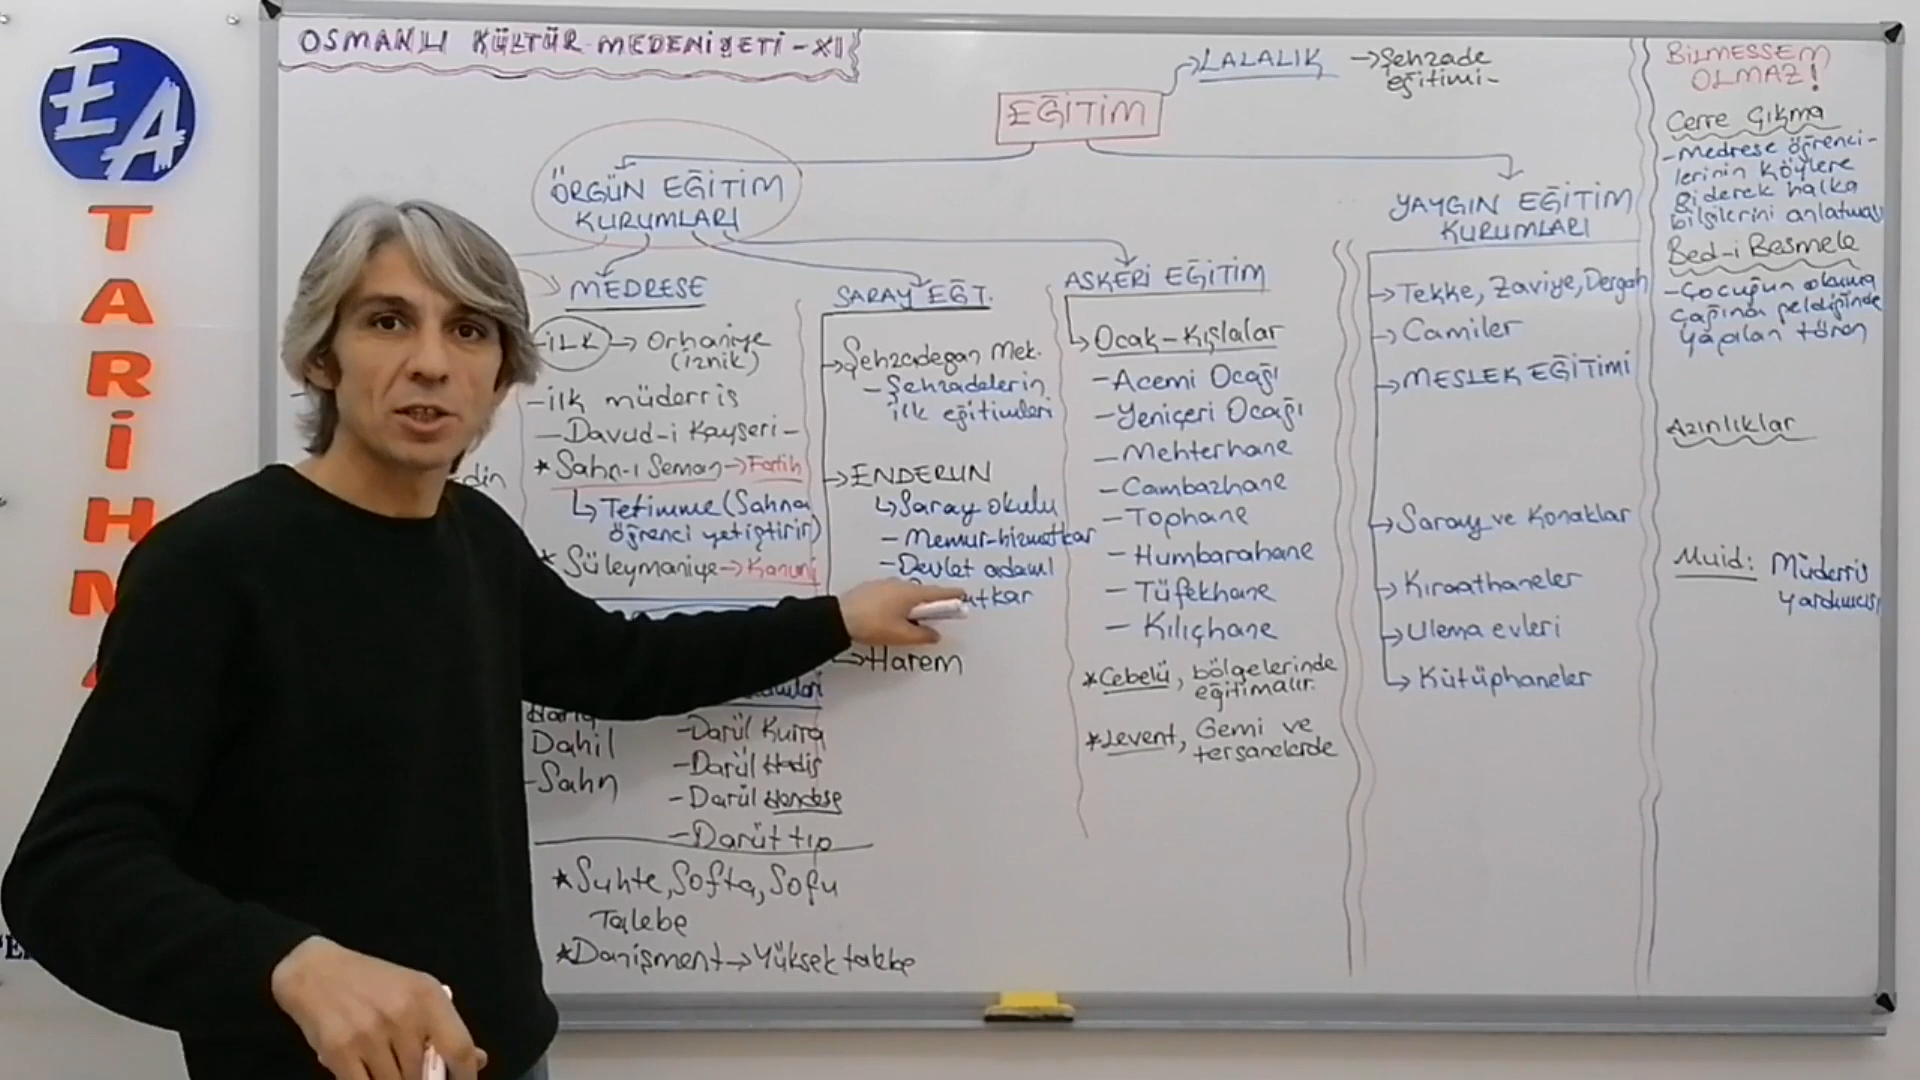 EA
TARİHM
OSMANLI KÜLTÜR MEDENİYETİ-XI
EĞİTİM
LALALIK → Şehzade
eğitimi-
ÖRGÜN EĞİTİM
KURUMLARI
MEDRESE
İLK → Orhaniye
(iznik)
-ilk müderris
-Davud-i Kayseri-
* Sahn-ı Seman → Fatih
Tetimme (Sahna
öğrenci yetiştirir)
* Süleymaniye → Kanuni
Dahil
-Sahn
-Darül Kurra
-Darül Hadis
-Darül Hendese
-Darüt tıp
* Suhte, Softa, Sofu
Talebe
* Danişment → Yüksek talebe
SARAY EĞT.
Şehzadegan Mek.
-Şehzadelerin
ilk eğitimleri
ENDERUN
Saray okulu
-Memur-hizmetkar
-Devlet adamı
Harem
ASKERİ EĞİTİM
Ocak-Kışlalar
-Acemi Ocağı
-Yeniçeri Ocağı
-Mehterhane
-Cambazhane
-Tophane
-Humbarahane
-Tüfekhane
-Kılıçhane
* Cebelü, bölgelerinde
eğitim alır.
* Levent, Gemi ve
tersanelerde
YAYGIN EĞİTİM
KURUMLARI
→ Tekke, Zaviye, Dergah
→ Camiler
→ MESLEK EĞİTİMİ
→ Saray ve Konaklar
→ Kıraathaneler
→ Ulema evleri
→ Kütüphaneler
BİLMESSEM
OLMAZ!
Cerre Çıkma
-Medrese öğrenci-
lerinin köylere
giderek halka
bilgilerini anlatması
Bed-i Besmele
-Çocuğun okuma
çağına geldiğinde
yapılan tören
Azınlıklar
Muid: Müderris
yardımcısı